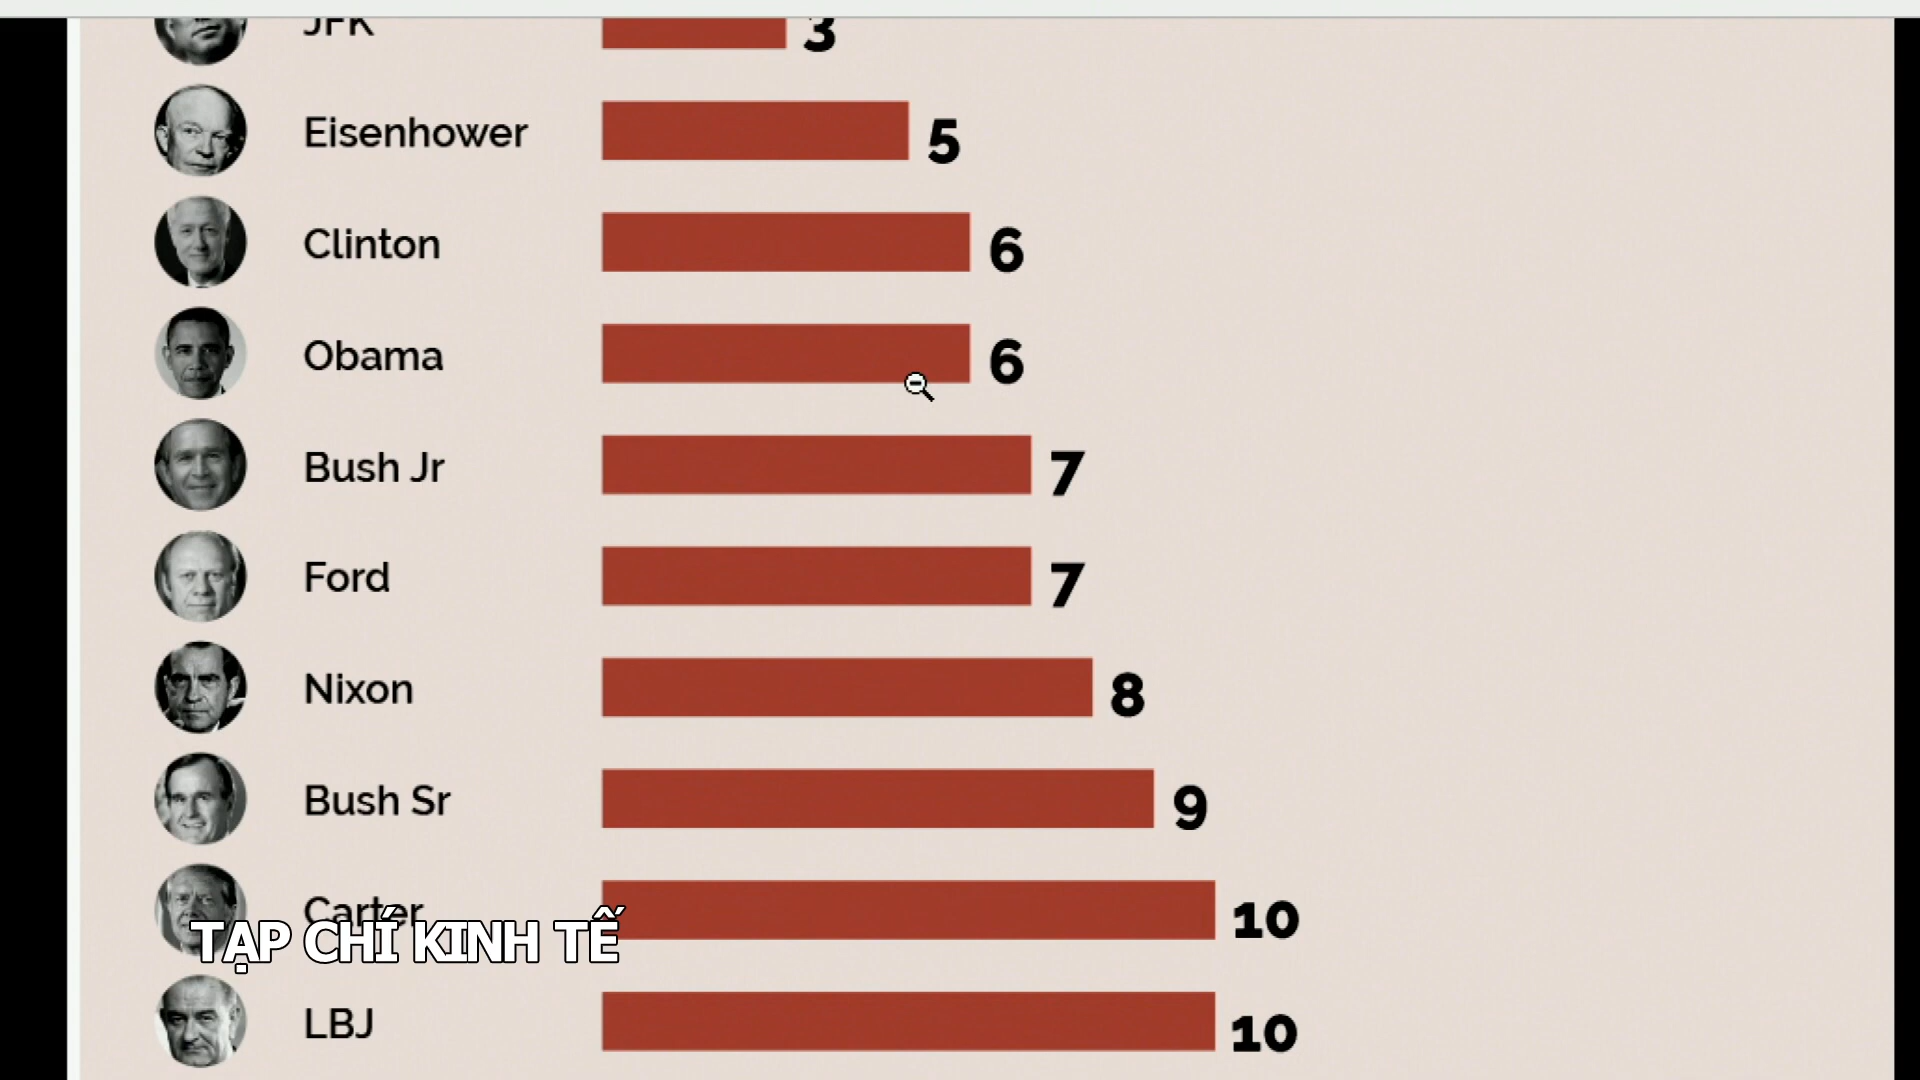 JFK 3
Eisenhower 5
Clinton 6
Obama 6
Bush Jr 7
Ford 7
Nixon 8
Bush Sr 9
Carter 10
TẠP CHÍ KINH TẾ
LBJ 10